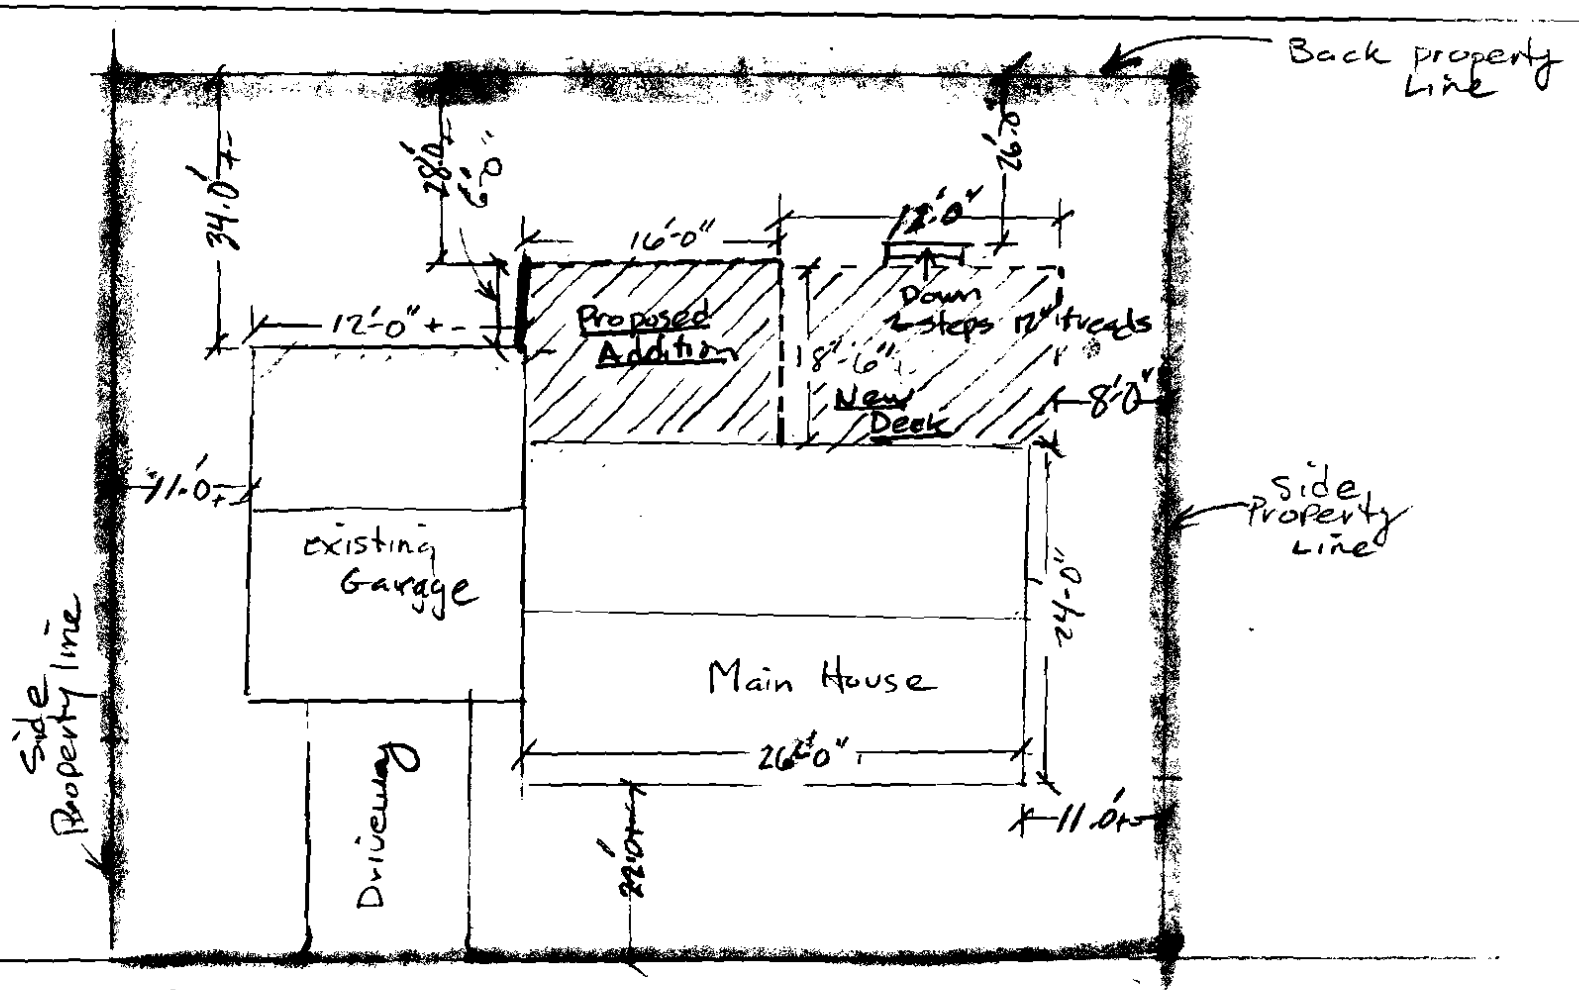 Back property
Line
34.0' +-
28'.0 +-
6'-0"
26'-0"
16'-0"
12'-0"
12'-0" + -
Proposed
Addition
Down
2 steps 12" treads
8'-6"
New
Deck
8'-0"
11.0' +-
Existing
Garage
Side
Property
Line
24'-0"
Main House
26'-0"
Side
Property line
Driveway
22'.0 +-
11.0' +-